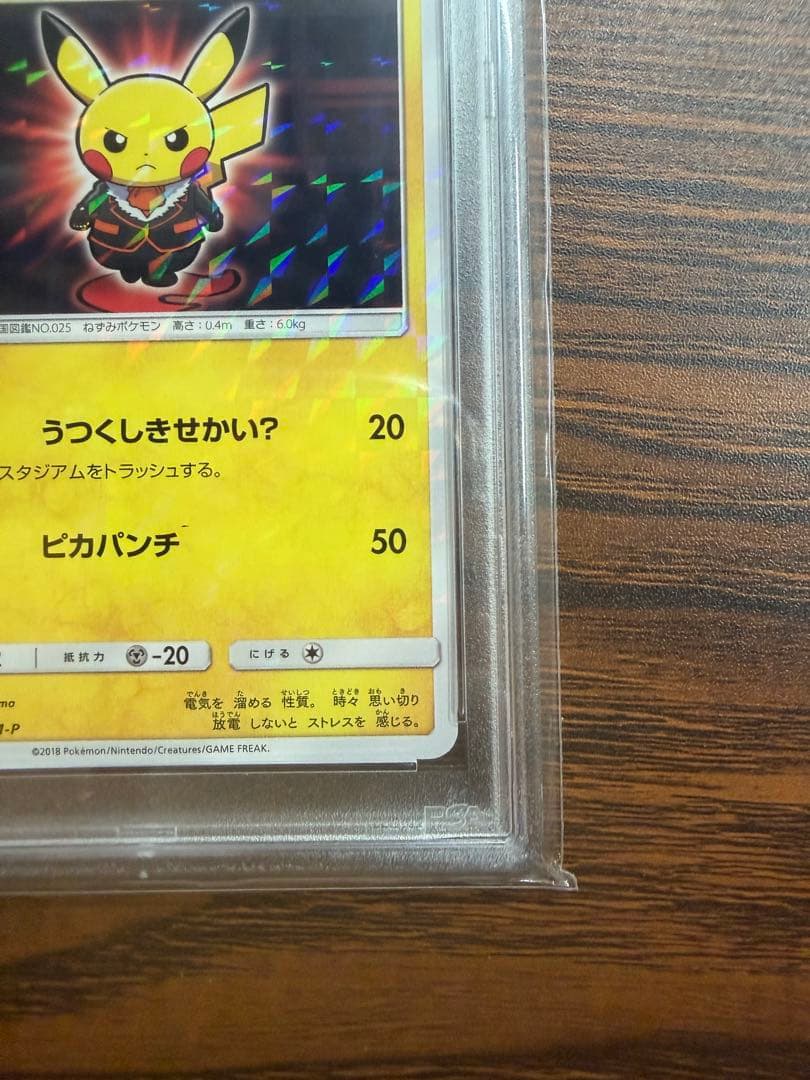 国図鑑NO.025 ねずみポケモン 高さ:0.4m 重さ:6.0kg
うつくしきせかい? 20
スタジアムをトラッシュする。
ピカパンチ 50
抵抗力 -20 にげる
電気を 溜める 性質。 時々 思い切り
放電 しないと ストレスを 感じる。
-P
©2018 Pokémon/Nintendo/Creatures/GAME FREAK.
PSA